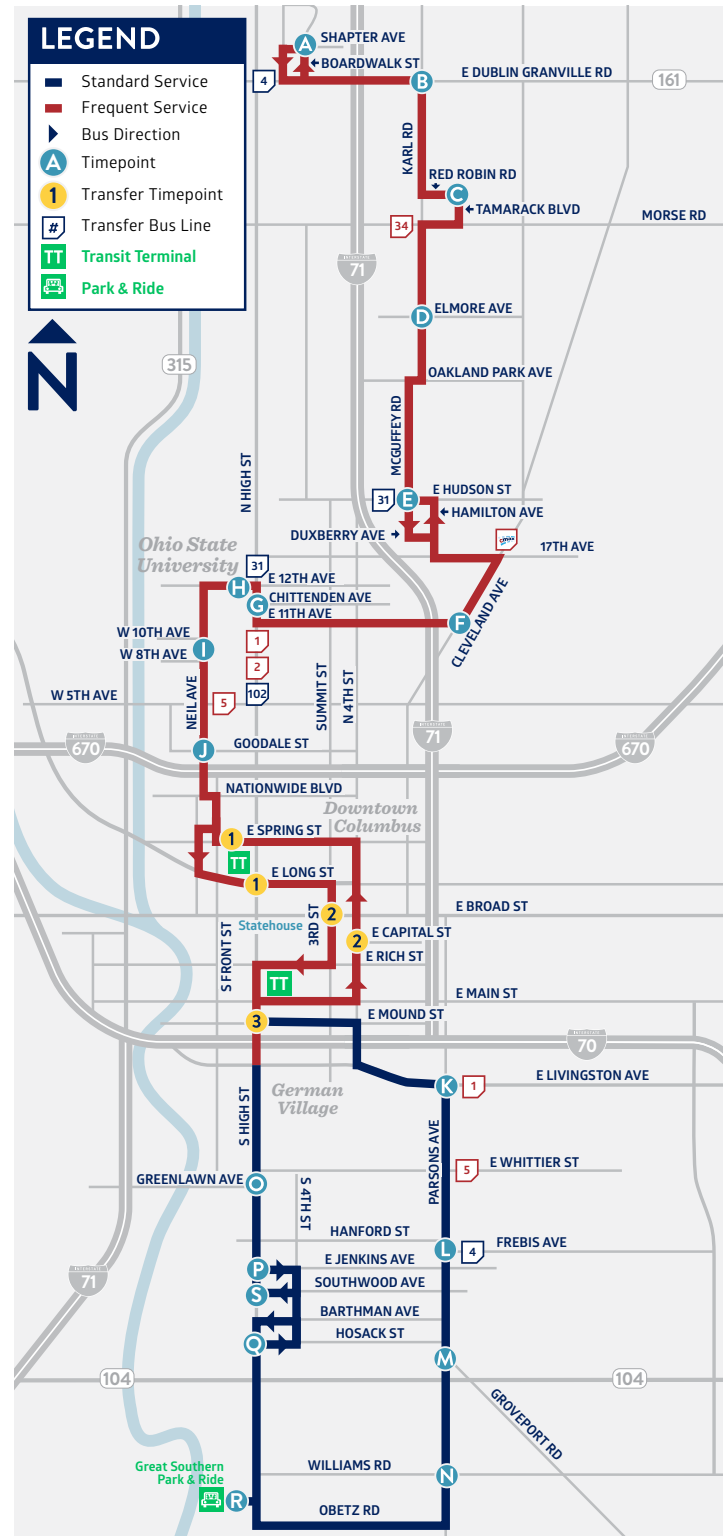 LEGEND
Standard Service
Frequent Service
Bus Direction
A Timepoint
1 Transfer Timepoint
# Transfer Bus Line
TT Transit Terminal
Park & Ride
N
A
SHAPTER AVE
BOARDWALK ST
4
B
E DUBLIN GRANVILLE RD
161
KARL RD
RED ROBIN RD
C
TAMARACK BLVD
34
MORSE RD
71
D
ELMORE AVE
315
OAKLAND PARK AVE
MCGUFFEY RD
N HIGH ST
31
E
E HUDSON ST
HAMILTON AVE
DUXBERRY AVE
17TH AVE
Ohio State
University
31
H
E 12TH AVE
G
CHITTENDEN AVE
E 11TH AVE
F
CLEVELAND AVE
W 10TH AVE
I
W 8TH AVE
1
2
102
5
W 5TH AVE
NEIL AVE
SUMMIT ST
N 4TH ST
71
670
J
GOODALE ST
670
NATIONWIDE BLVD
Downtown
Columbus
1
E SPRING ST
TT
E LONG ST
1
E BROAD ST
Statehouse
3RD ST
2
2
E CAPITAL ST
E RICH ST
S FRONT ST
TT
E MAIN ST
3
E MOUND ST
70
K
1
E LIVINGSTON AVE
German
Village
S HIGH ST
PARSONS AVE
5
E WHITTIER ST
GREENLAWN AVE
O
S 4TH ST
HANFORD ST
L
4
FREBIS AVE
P
E JENKINS AVE
71
S
SOUTHWOOD AVE
BARTHMAN AVE
Q
HOSACK ST
M
104
104
GROVEPORT RD
Great Southern
Park & Ride
R
WILLIAMS RD
N
OBETZ RD